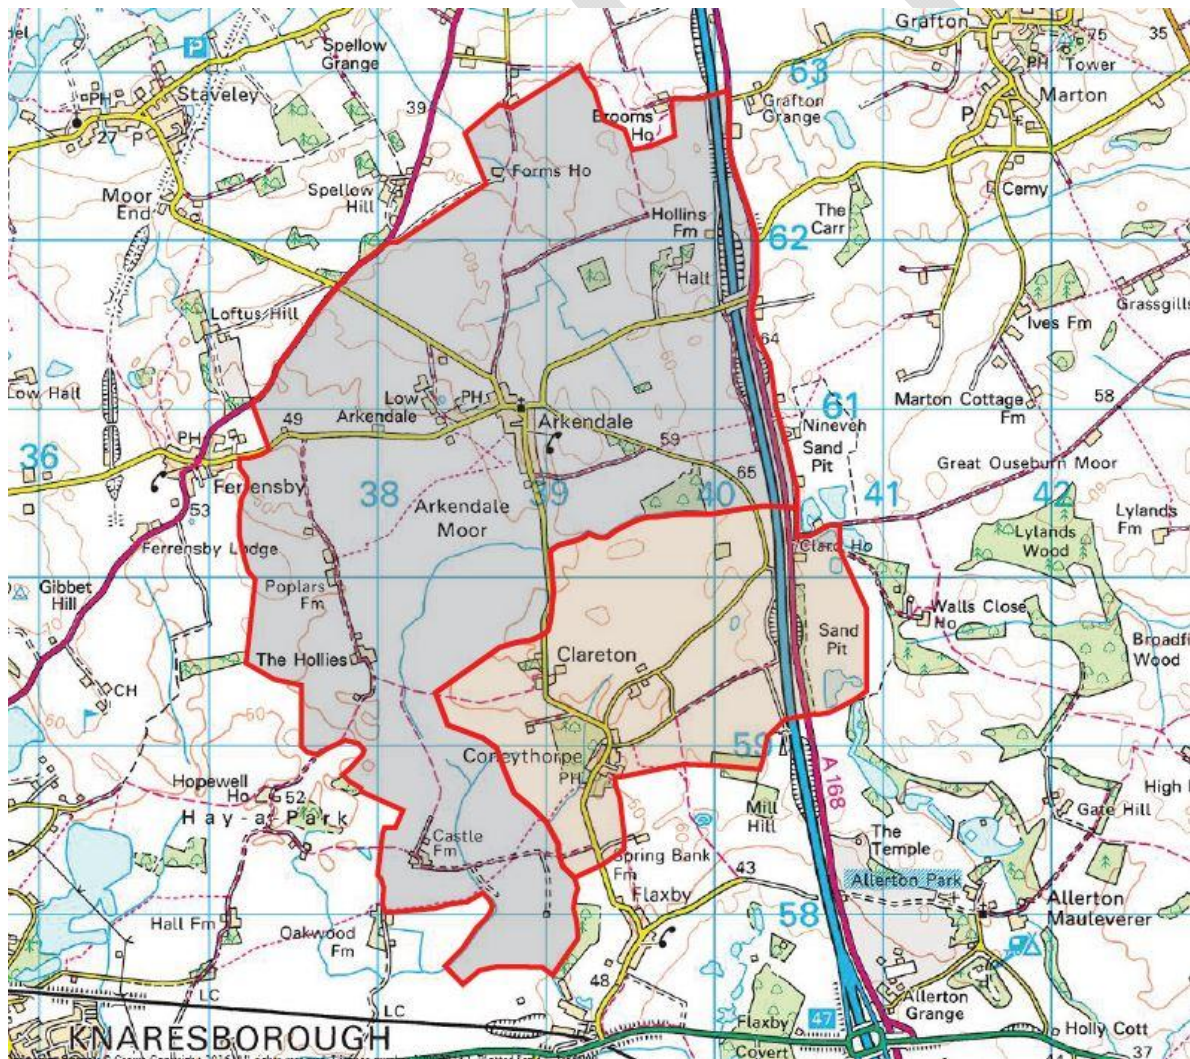 Grafton
75
35
PH
Tower
Marton
P
Spellow
Grange
P
Staveley
PH
27
P
39
63
Brooms
Ho
Grafton
Grange
Forms Ho
Spellow
Hill
Moor
End
Cemy
The
Carr
Hollins
Fm
62
Hall
Loftus Hill
Grassgills
Ives Fm
64
Low Hall
Low
Arkendale
PH
Arkendale
61
Nineveh
Sand
Pit
Marton Cottage
Fm
58
49
PH
36
59
65
Great Ouseburn Moor
Ferrensby
38
39
40
41
42
53
Arkendale
Moor
Lylands
Fm
Lylands
Wood
Ferrensby Lodge
Claro Ho
Gibbet
Hill
Poplars
Fm
Walls Close
Ho
Sand
Pit
Broadfi
Wood
The Hollies
Clareton
CH
60
50
Coneythorpe
PH
59
A 168
Hopewell
Ho
52
Hay-a-Park
High
Gate Hill
Mill
Hill
Castle
Fm
The
Temple
Spring Bank
Fm
43
Allerton Park
Flaxby
Allerton
Mauleverer
58
Hall Fm
Oakwood
Fm
48
LC
LC
Allerton
Grange
KNARESBOROUGH
Flaxby
Covert
47
Holly Cott
37